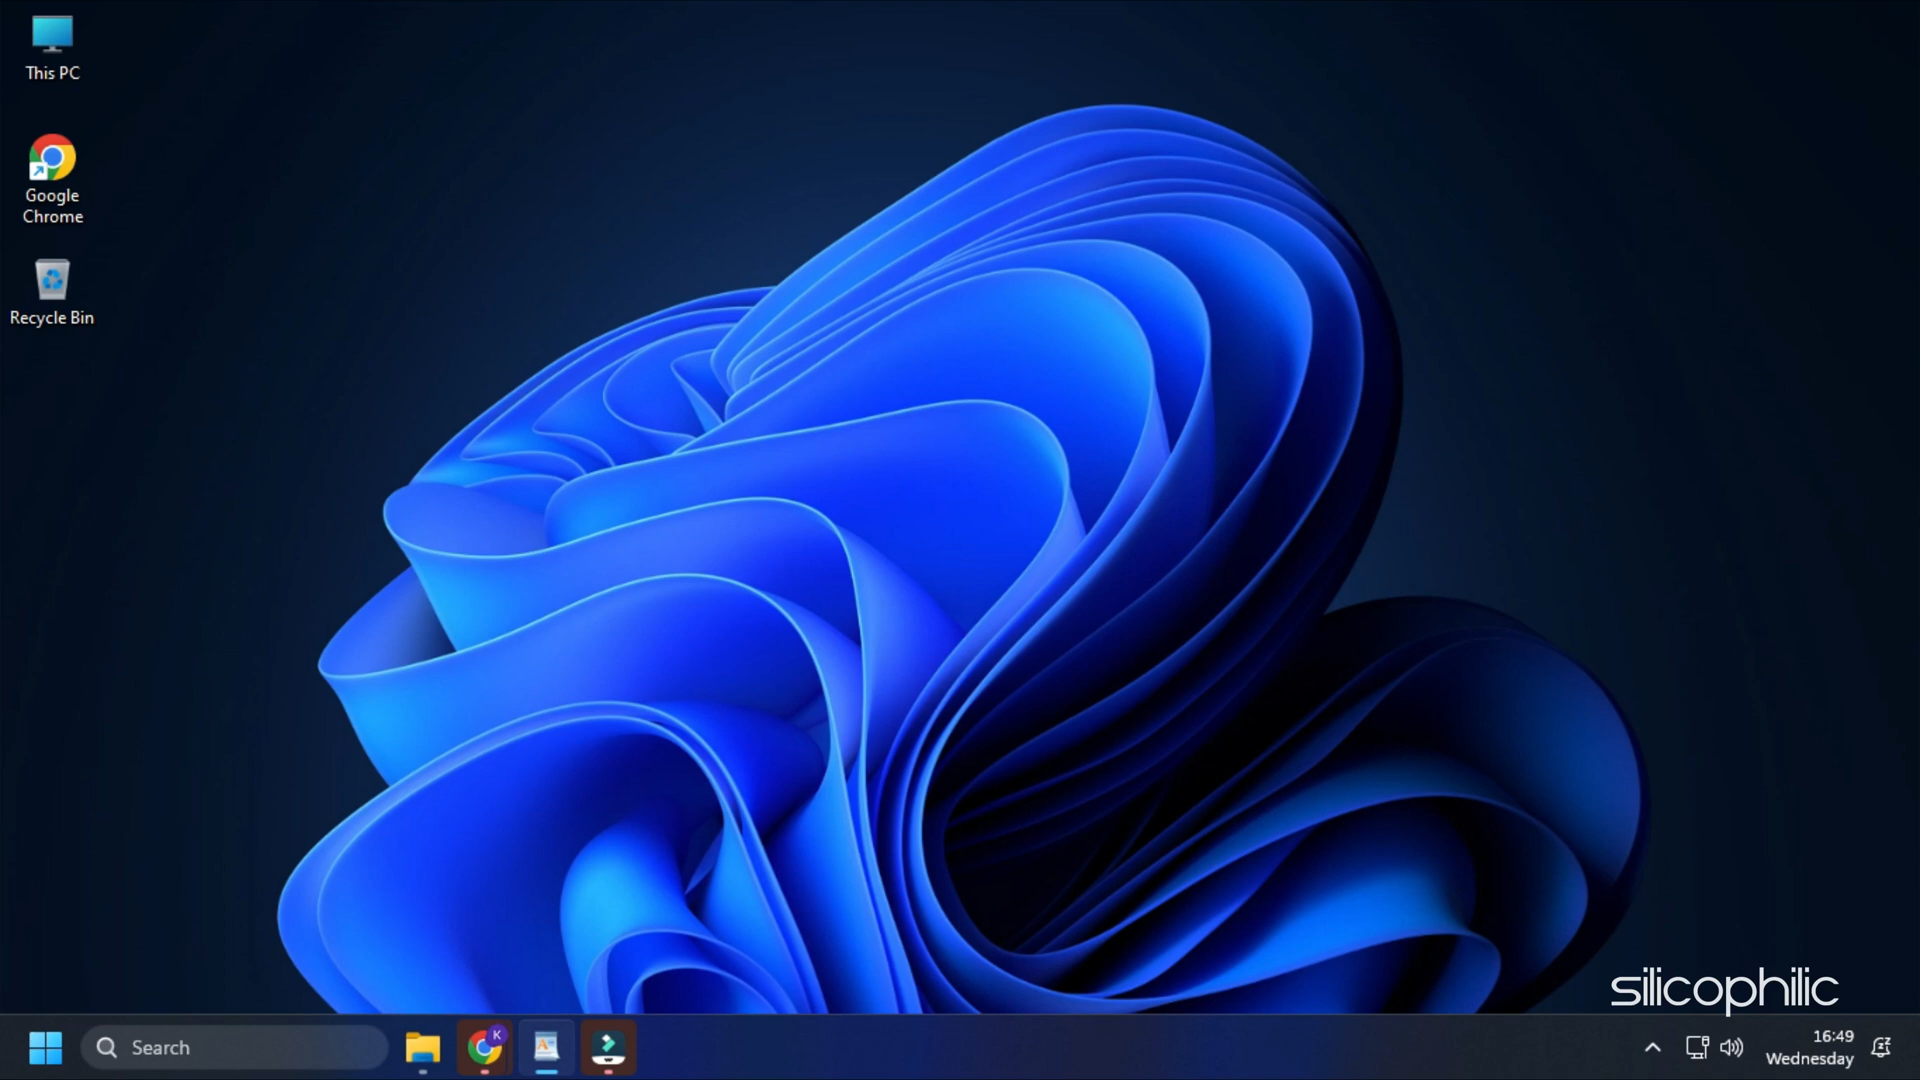 This PC
Google
Chrome
Recycle Bin
silicophilic
Search
K
16:49
Wednesday